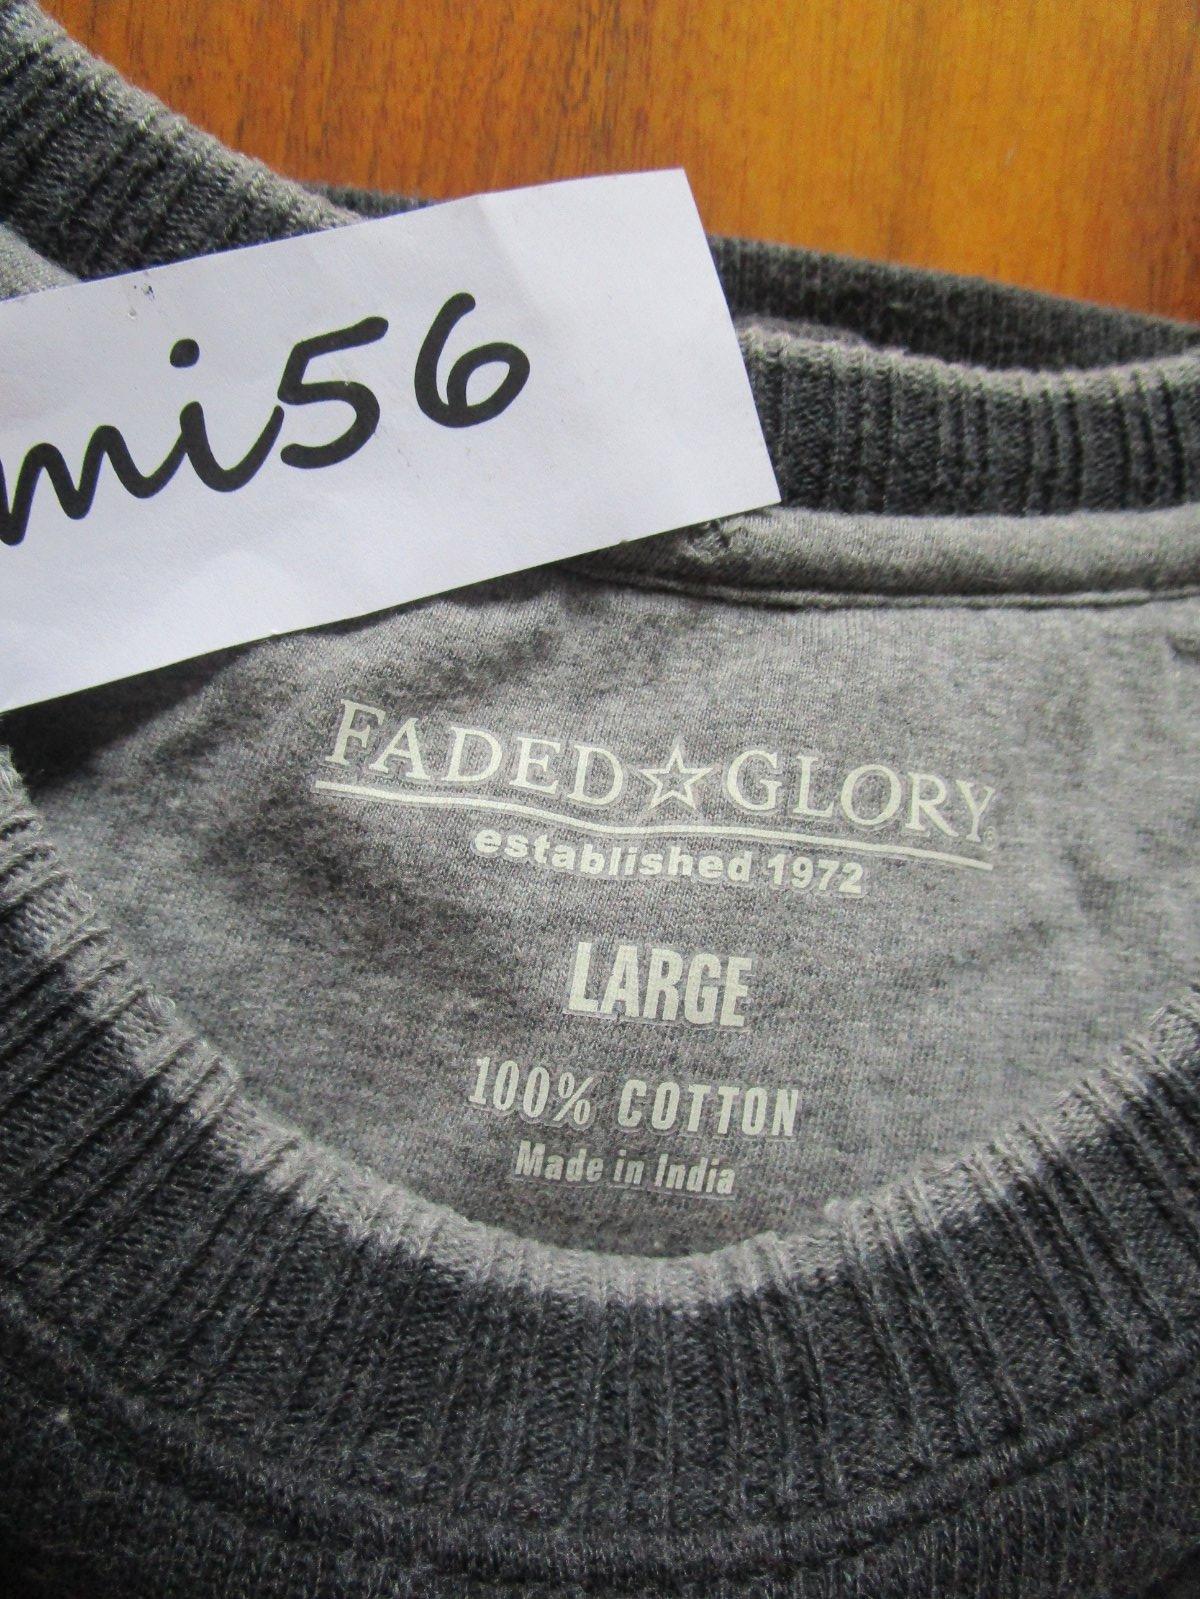 mi56
FADED☆GLORY®
established 1972
LARGE
100% COTTON
Made in India